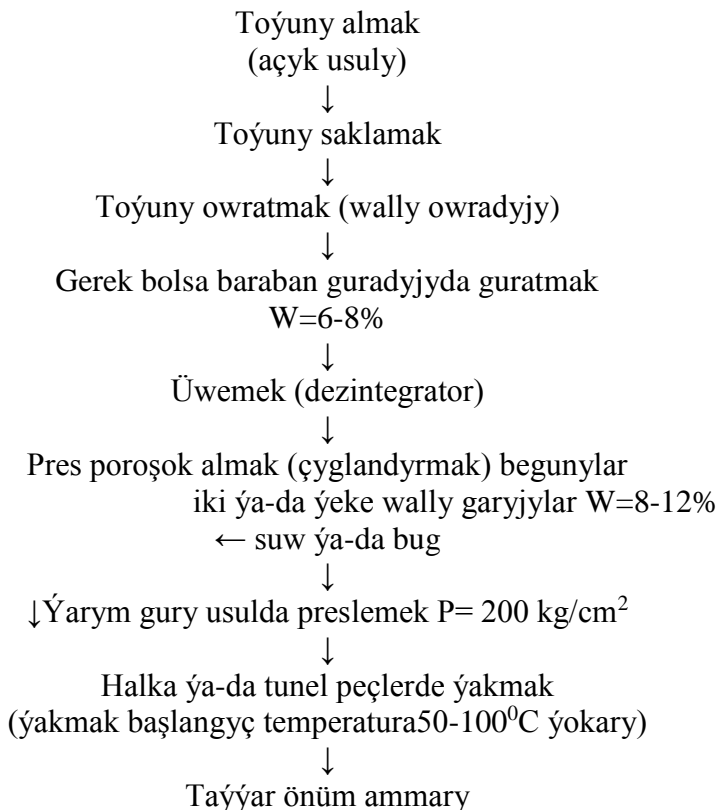 Toýuny almak
(açyk usuly)
↓
Toýuny saklamak
↓
Toýuny owratmak (wally owradyjy)
↓
Gerek bolsa baraban guradyjyda guratmak
W=6-8%
↓
Üwemek (dezintegrator)
↓
Pres poroşok almak (çyglandyrmak) begunylar
iki ýa-da ýeke wally garyjylar W=8-12%
← suw ýa-da bug
↓
↓Ýarym gury usulda preslemek P= 200 kg/cm²
↓
Halka ýa-da tunel peçlerde ýakmak
(ýakmak başlangyç temperatura50-100⁰C ýokary)
↓
Taýýar önüm ammary